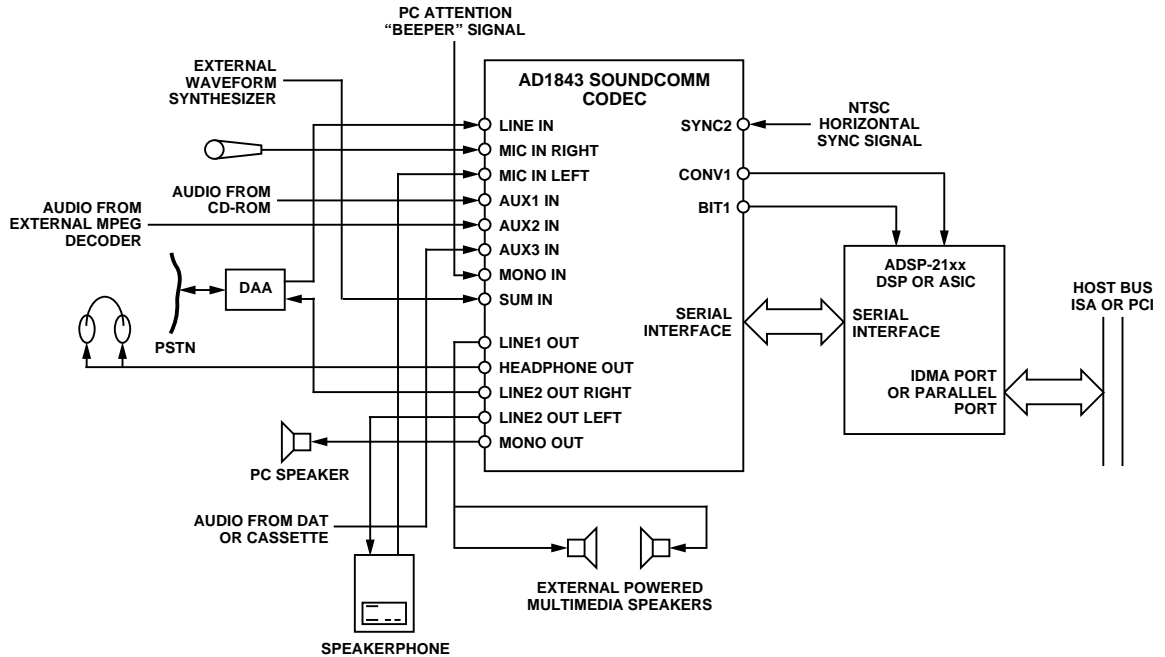 PC ATTENTION
“BEEPER” SIGNAL
EXTERNAL
WAVEFORM
SYNTHESIZER
AUDIO FROM
CD-ROM
AUDIO FROM
EXTERNAL MPEG
DECODER
DAA
PSTN
PC SPEAKER
AUDIO FROM DAT
OR CASSETTE
SPEAKERPHONE
AD1843 SOUNDCOMM
CODEC
LINE IN
MIC IN RIGHT
MIC IN LEFT
AUX1 IN
AUX2 IN
AUX3 IN
MONO IN
SUM IN
LINE1 OUT
HEADPHONE OUT
LINE2 OUT RIGHT
LINE2 OUT LEFT
MONO OUT
SYNC2
CONV1
BIT1
SERIAL
INTERFACE
NTSC
HORIZONTAL
SYNC SIGNAL
ADSP-21xx
DSP OR ASIC
SERIAL
INTERFACE
IDMA PORT
OR PARALLEL
PORT
HOST BUS
ISA OR PCI
EXTERNAL POWERED
MULTIMEDIA SPEAKERS